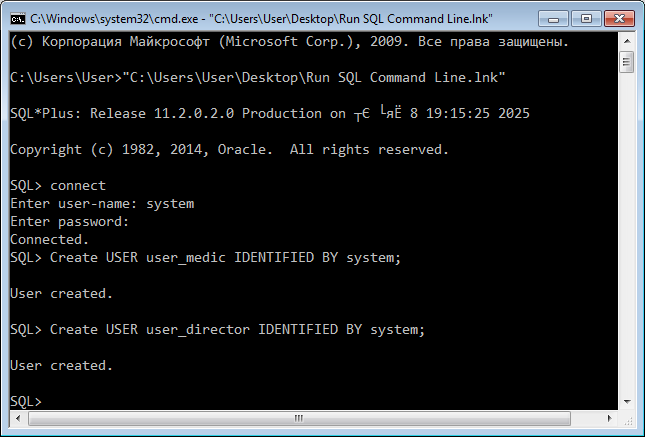 C:\Windows\system32\cmd.exe - "C:\Users\User\Desktop\Run SQL Command Line.lnk"
(c) Корпорация Майкрософт (Microsoft Corp.), 2009. Все права защищены.
C:\Users\User>"C:\Users\User\Desktop\Run SQL Command Line.lnk"
SQL*Plus: Release 11.2.0.2.0 Production on ┬Є └яЁ 8 19:15:25 2025
Copyright (c) 1982, 2014, Oracle.  All rights reserved.
SQL> connect
Enter user-name: system
Enter password:
Connected.
SQL> Create USER user_medic IDENTIFIED BY system;
User created.
SQL> Create USER user_director IDENTIFIED BY system;
User created.
SQL>